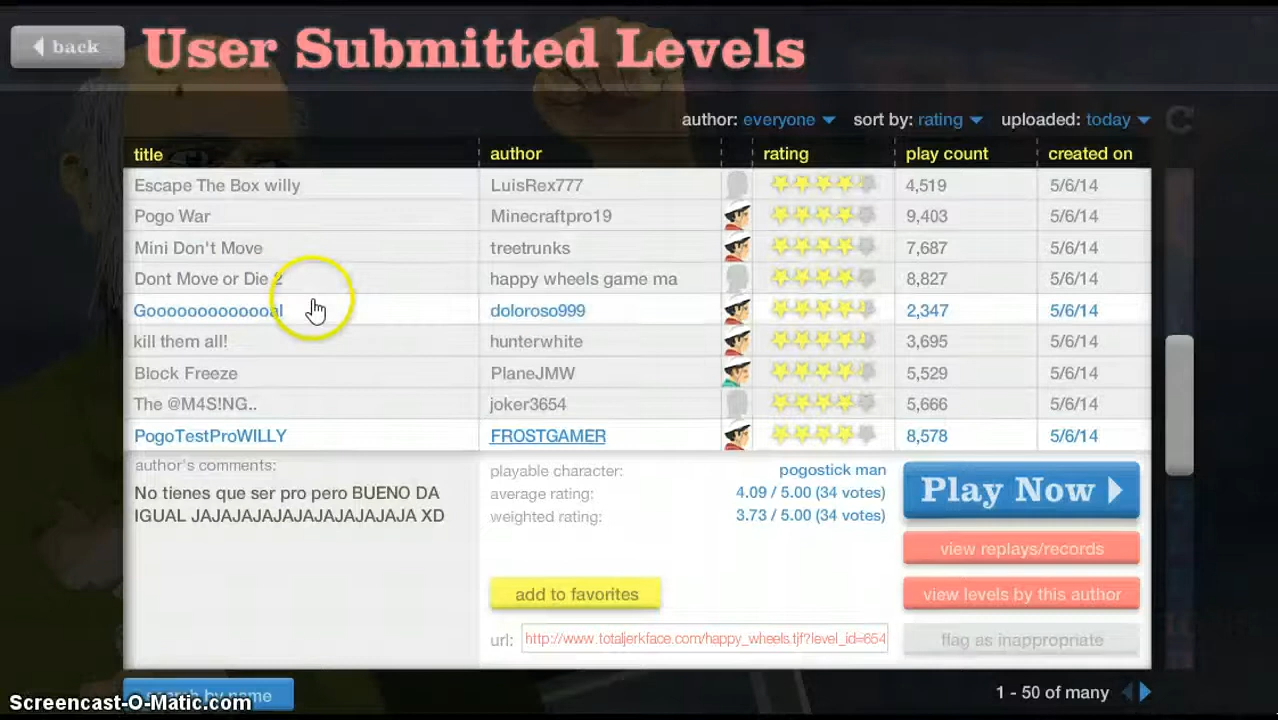 back
User Submitted Levels
author: everyone sort by: rating uploaded: today
title author rating play count created on
Escape The Box willy LuisRex777 4,519 5/6/14
Pogo War Minecraftpro19 9,403 5/6/14
Mini Don't Move treetrunks 7,687 5/6/14
Dont Move or Die 2 happy wheels game ma 8,827 5/6/14
Gooooooooooooal doloroso999 2,347 5/6/14
kill them all! hunterwhite 3,695 5/6/14
Block Freeze PlaneJMW 5,529 5/6/14
The @M4S!NG.. joker3654 5,666 5/6/14
PogoTestProWILLY FROSTGAMER 8,578 5/6/14
author's comments:
No tienes que ser pro pero BUENO DA
IGUAL JAJAJAJAJAJAJAJAJAJA XD
playable character: pogostick man
average rating: 4.09 / 5.00 (34 votes)
weighted rating: 3.73 / 5.00 (34 votes)
add to favorites
url: http://www.totaljerkface.com/happy_wheels.tjf?level_id=654
Play Now
view replays/records
view levels by this author
flag as inappropriate
search by name
1 - 50 of many
Screencast-O-Matic.com